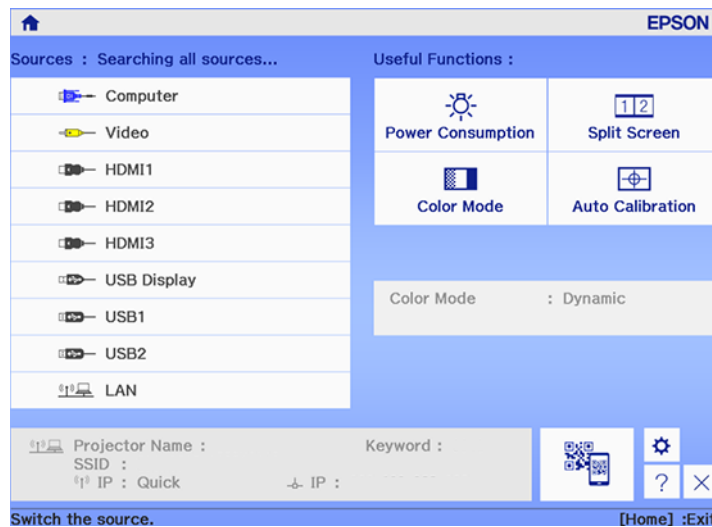 EPSON
Sources : Searching all sources...
Computer
Video
HDMI1
HDMI2
HDMI3
USB Display
USB1
USB2
LAN
Useful Functions :
Power Consumption
1 2
Split Screen
Color Mode
Auto Calibration
Color Mode : Dynamic
Projector Name :
SSID :
IP : Quick
IP :
Keyword :
?
Switch the source.
[Home] :Exit